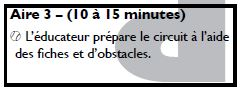 Aire 3 – (10 à 15 minutes)
L'éducateur prépare le circuit à l'aide
des fiches et d'obstacles.